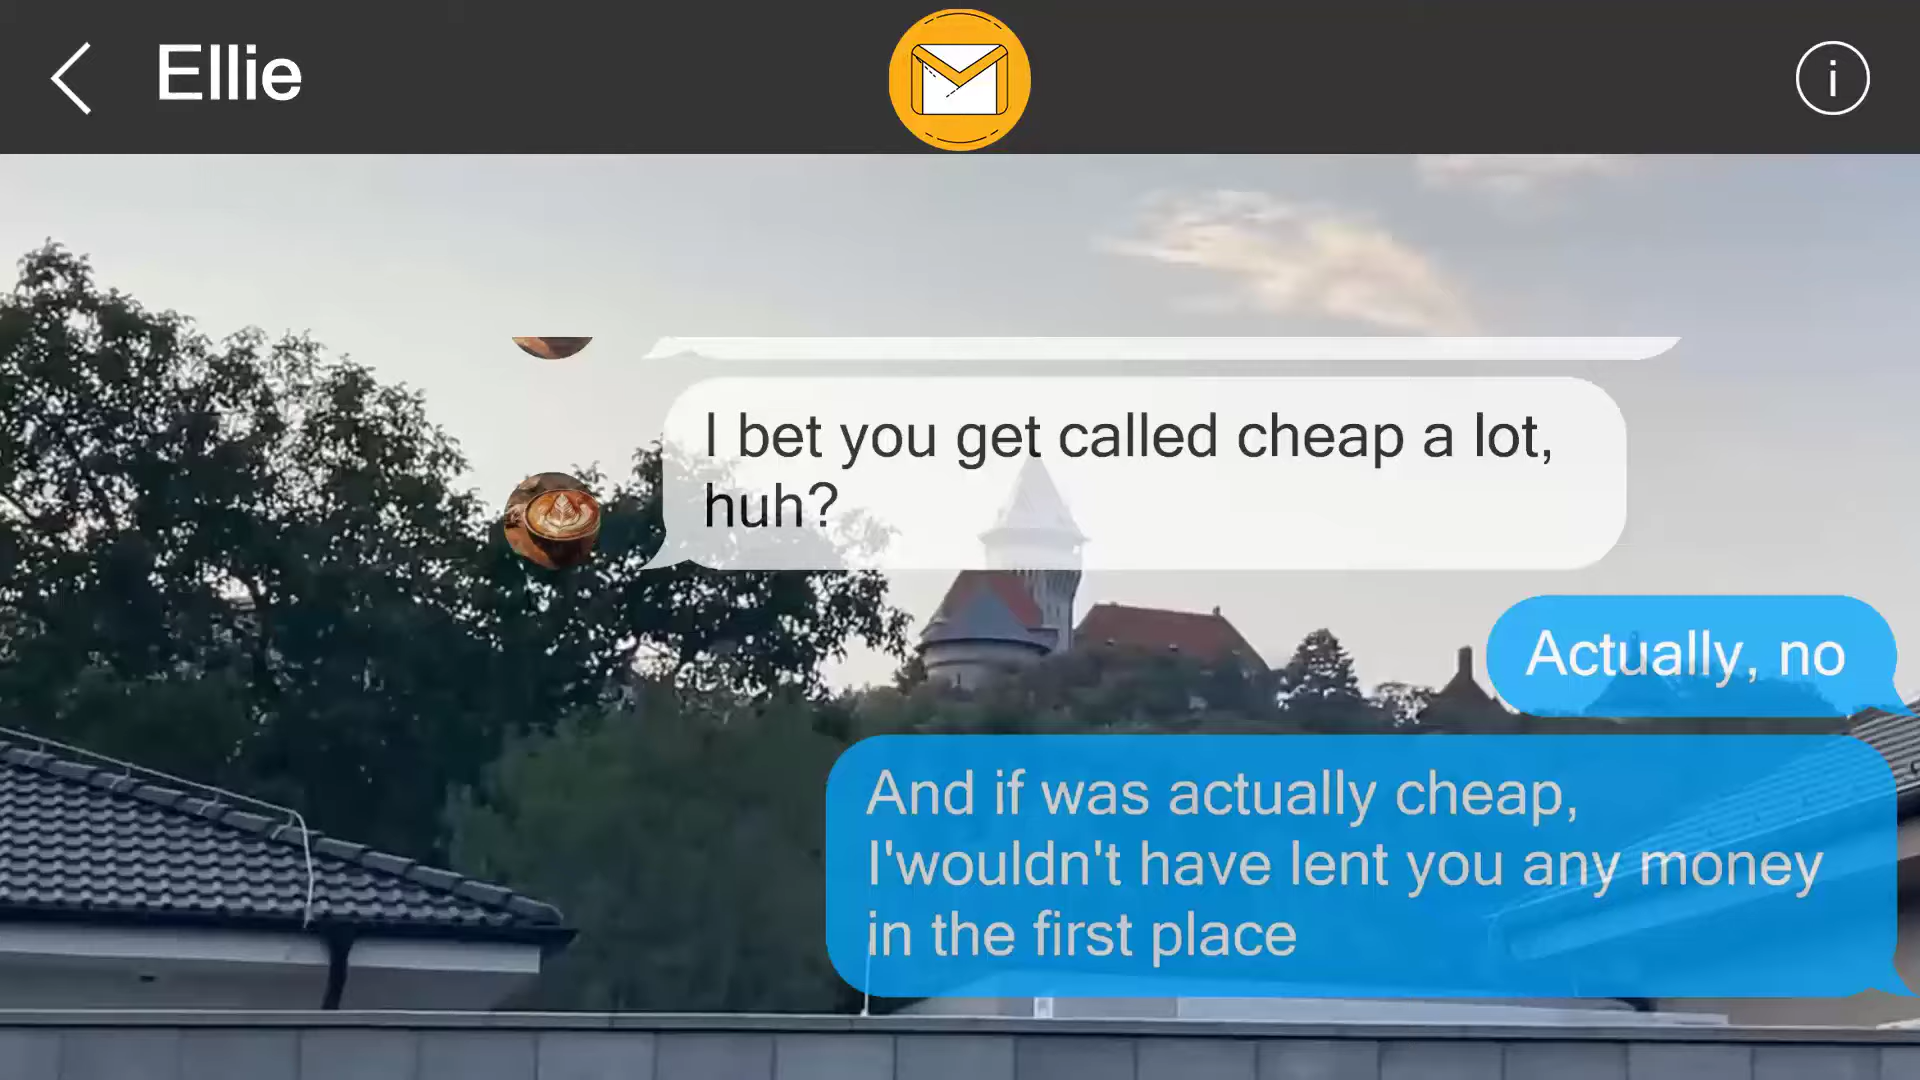 Ellie
I bet you get called cheap a lot,
huh?
Actually, no
And if was actually cheap,
I'wouldn't have lent you any money
in the first place